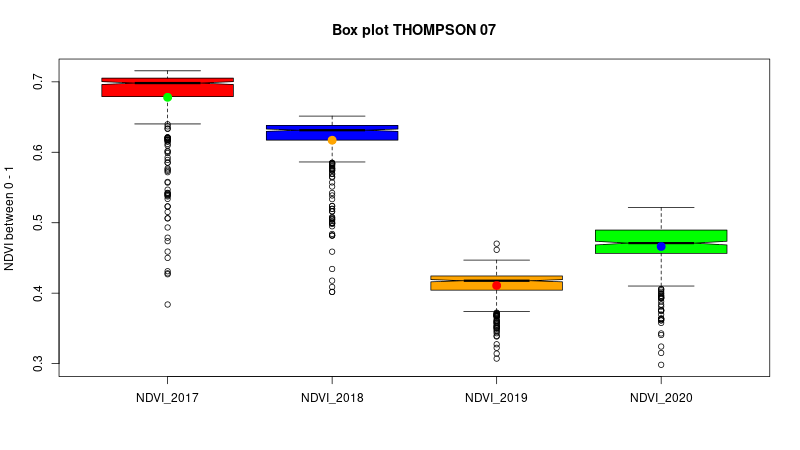 Box plot THOMPSON 07
NDVI between 0 - 1
0.7
0.6
0.5
0.4
0.3
NDVI_2017 NDVI_2018 NDVI_2019 NDVI_2020